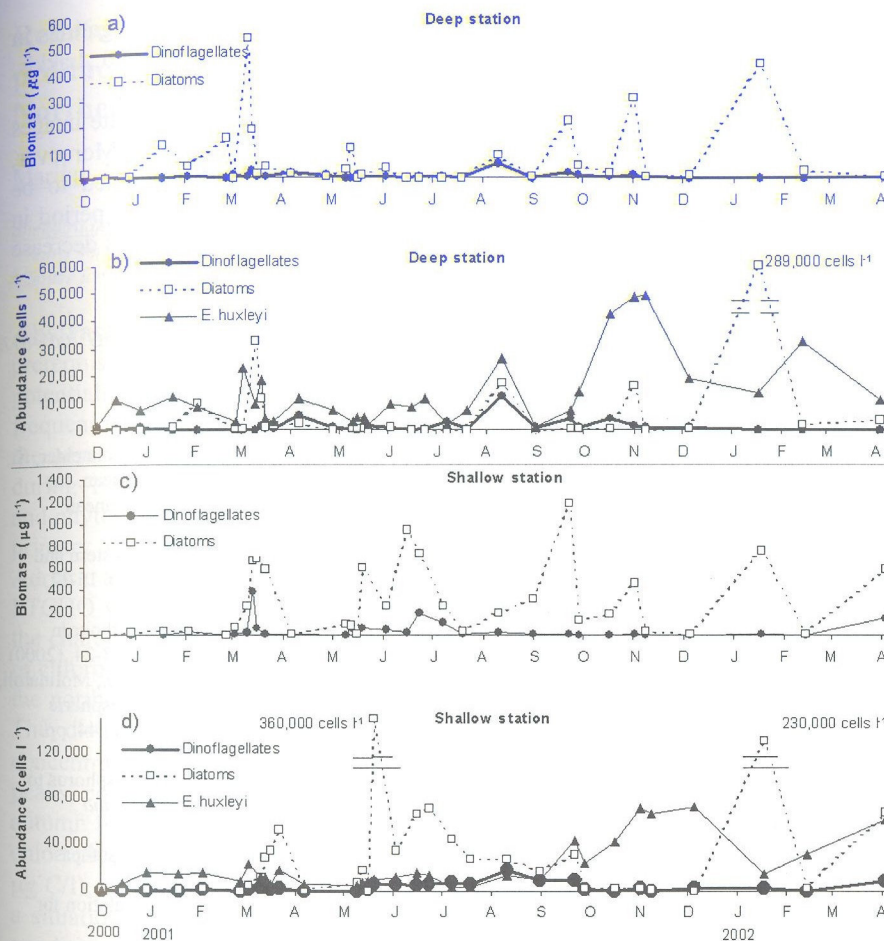 a)
Deep station
Biomass (µg l⁻¹)
600
500
400
300
200
100
0
Dinoflagellates
Diatoms
D J F M A M J J A S O N D J F M A
b)
Deep station
289,000 cells l⁻¹
Abundance (cells l⁻¹)
60,000
50,000
40,000
30,000
20,000
10,000
0
Dinoflagellates
Diatoms
E. huxleyi
D J F M A M J J A S O N D J F M A
c)
Shallow station
Biomass (µg l⁻¹)
1,400
1,200
1,000
800
600
400
200
0
Dinoflagellates
Diatoms
D J F M A M J J A S O N D J F M A
d)
360,000 cells l⁻¹
Shallow station
230,000 cells l⁻¹
Abundance (cells l⁻¹)
120,000
80,000
40,000
0
Dinoflagellates
Diatoms
E. huxleyi
D J F M A M J J A S O N D J F M A
2000 2001 2002